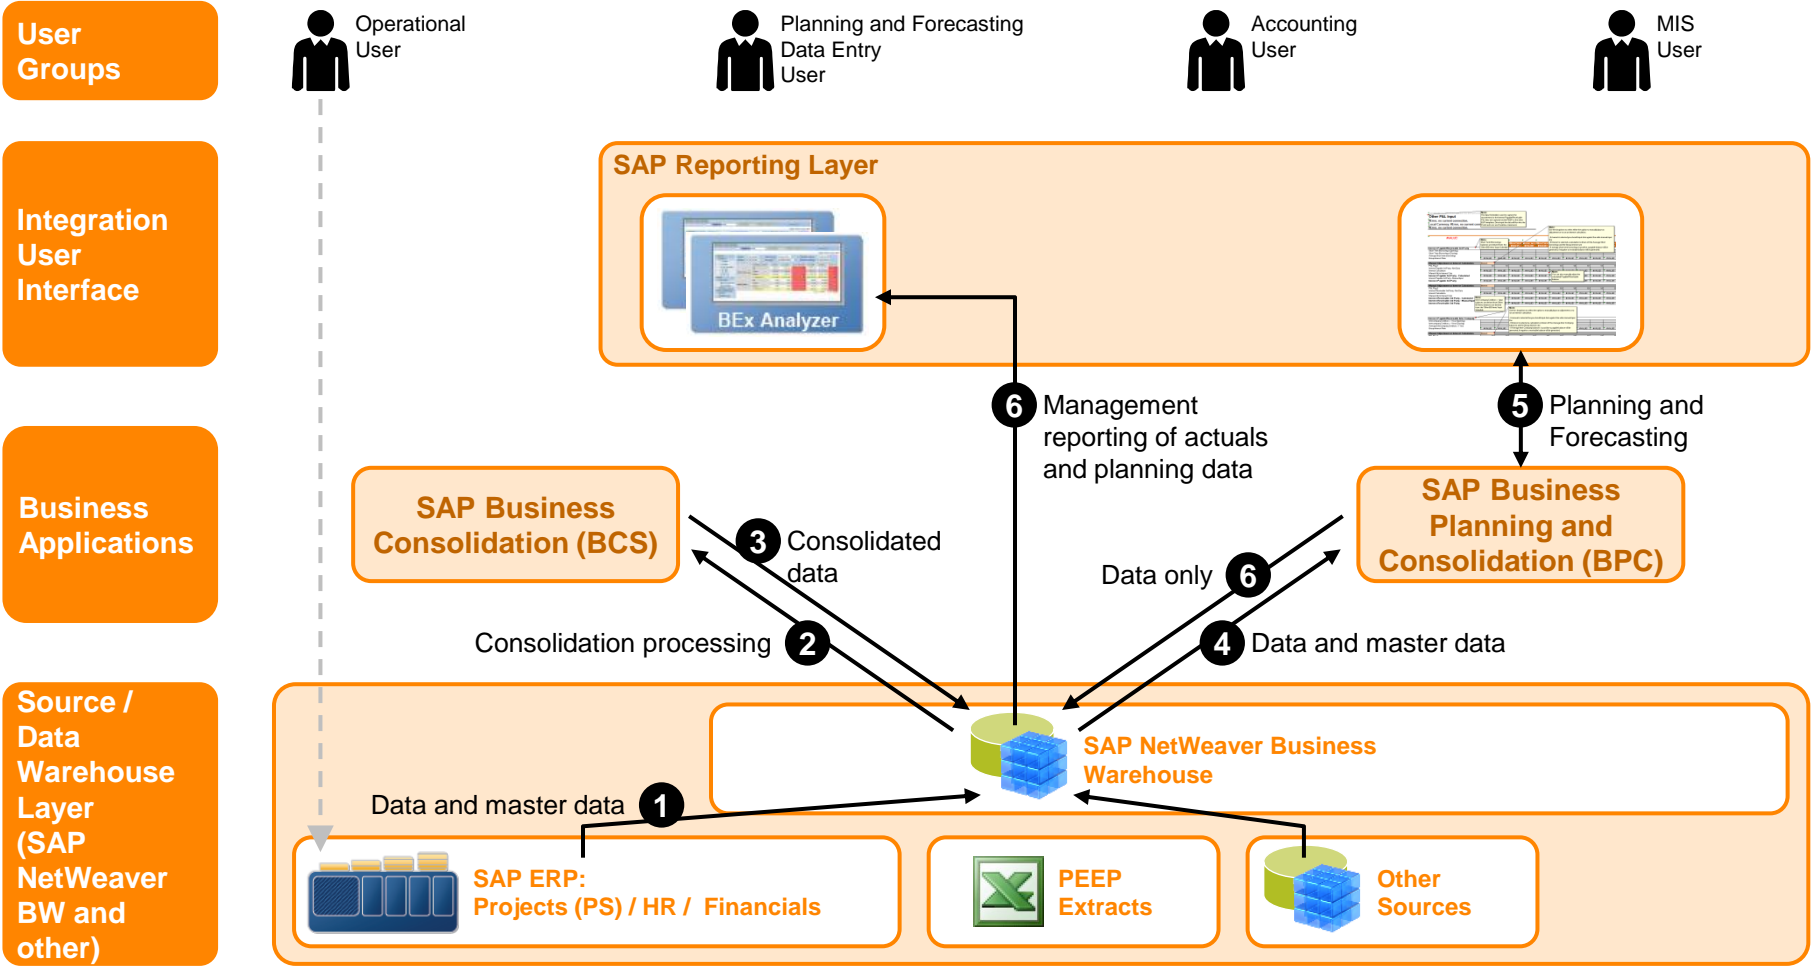 User
Groups
Operational
User
Planning and Forecasting
Data Entry
User
Accounting
User
MIS
User
Integration
User
Interface
SAP Reporting Layer
BEx Analyzer
6 Management
reporting of actuals
and planning data
5 Planning and
Forecasting
Business
Applications
SAP Business
Consolidation (BCS)
SAP Business
Planning and
Consolidation (BPC)
3 Consolidated
data
Data only 6
Consolidation processing 2
4 Data and master data
Source /
Data
Warehouse
Layer
(SAP
NetWeaver
BW and
other)
SAP NetWeaver Business
Warehouse
Data and master data 1
SAP ERP:
Projects (PS) / HR / Financials
PEEP
Extracts
Other
Sources